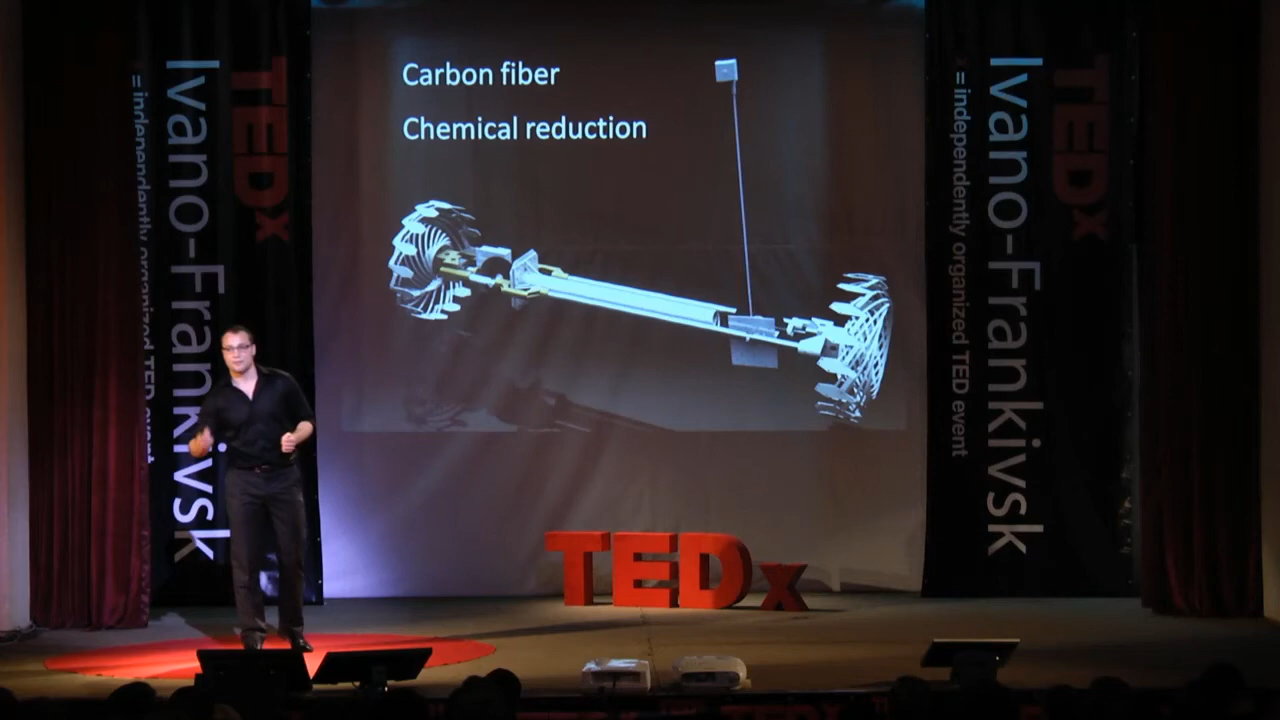 Carbon fiber
Chemical reduction
TEDx
Ivano-Frankivsk
= independently organized TED event
TEDx
Ivano-Frankivsk
= independently organized TED event
TEDx